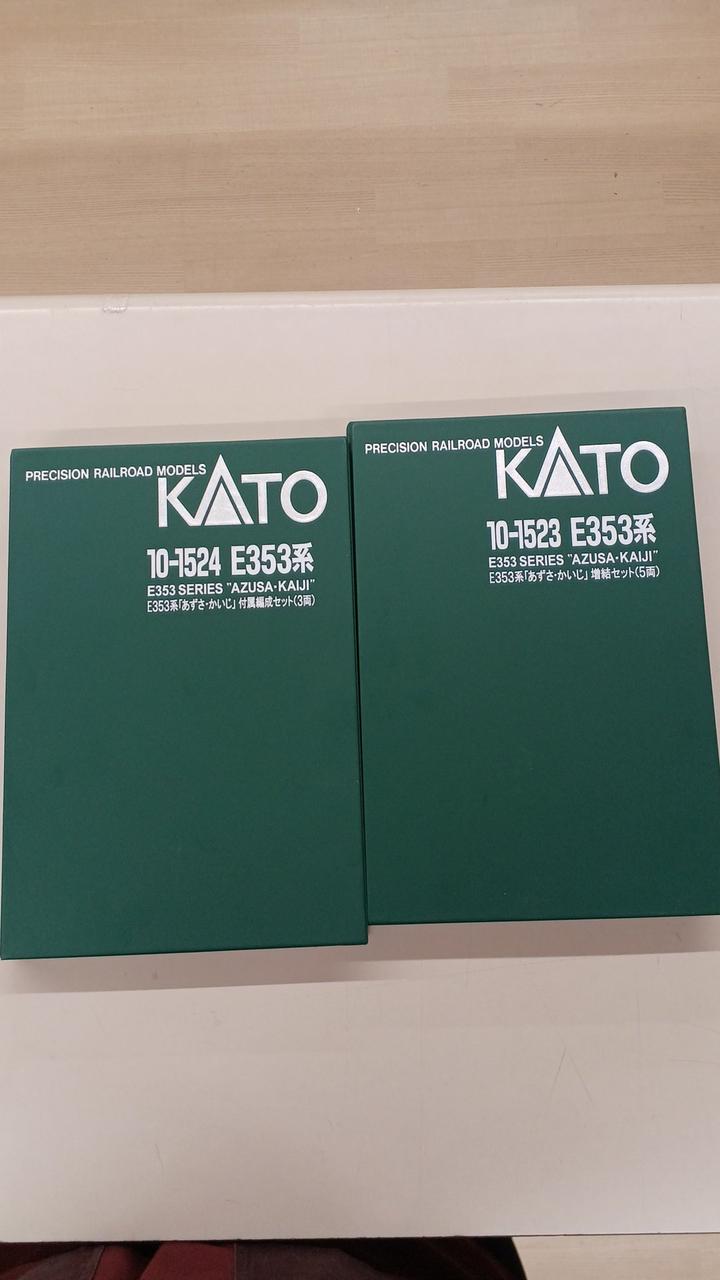 PRECISION RAILROAD MODELS
KATO
10-1524 E353系
E353 SERIES "AZUSA・KAIJI"
E353系「あずさ・かいじ」付属編成セット(3両)
PRECISION RAILROAD MODELS
KATO
10-1523 E353系
E353 SERIES "AZUSA・KAIJI"
E353系「あずさ・かいじ」増結セット(5両)